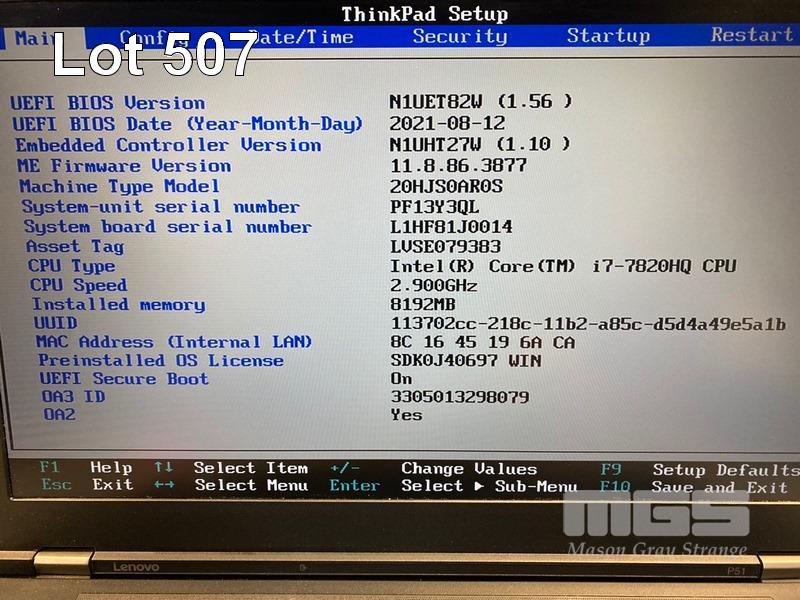 ThinkPad Setup
Main Config Date/Time Security Startup Restart
Lot 507
UEFI BIOS Version N1UET82W (1.56 )
UEFI BIOS Date (Year-Month-Day) 2021-08-12
Embedded Controller Version N1UHT27W (1.10 )
ME Firmware Version 11.8.86.3877
Machine Type Model 20HJS0AR0S
System-unit serial number PF13Y3QL
System board serial number L1HF81J0014
Asset Tag LVSE079383
CPU Type Intel(R) Core(TM) i7-7820HQ CPU
CPU Speed 2.900GHz
Installed memory 8192MB
UUID 113702cc-218c-11b2-a85c-d5d4a49e5a1b
MAC Address (Internal LAN) 8C 16 45 19 6A CA
Preinstalled OS License SDK0J40697 WIN
UEFI Secure Boot On
OA3 ID 3305013298079
OA2 Yes
F1 Help ↑↓ Select Item +/- Change Values F9 Setup Defaults
Esc Exit ↔ Select Menu Enter Select ▶ Sub-Menu F10 Save and Exit
MGS
Mason Gray Strange
Lenovo
P51